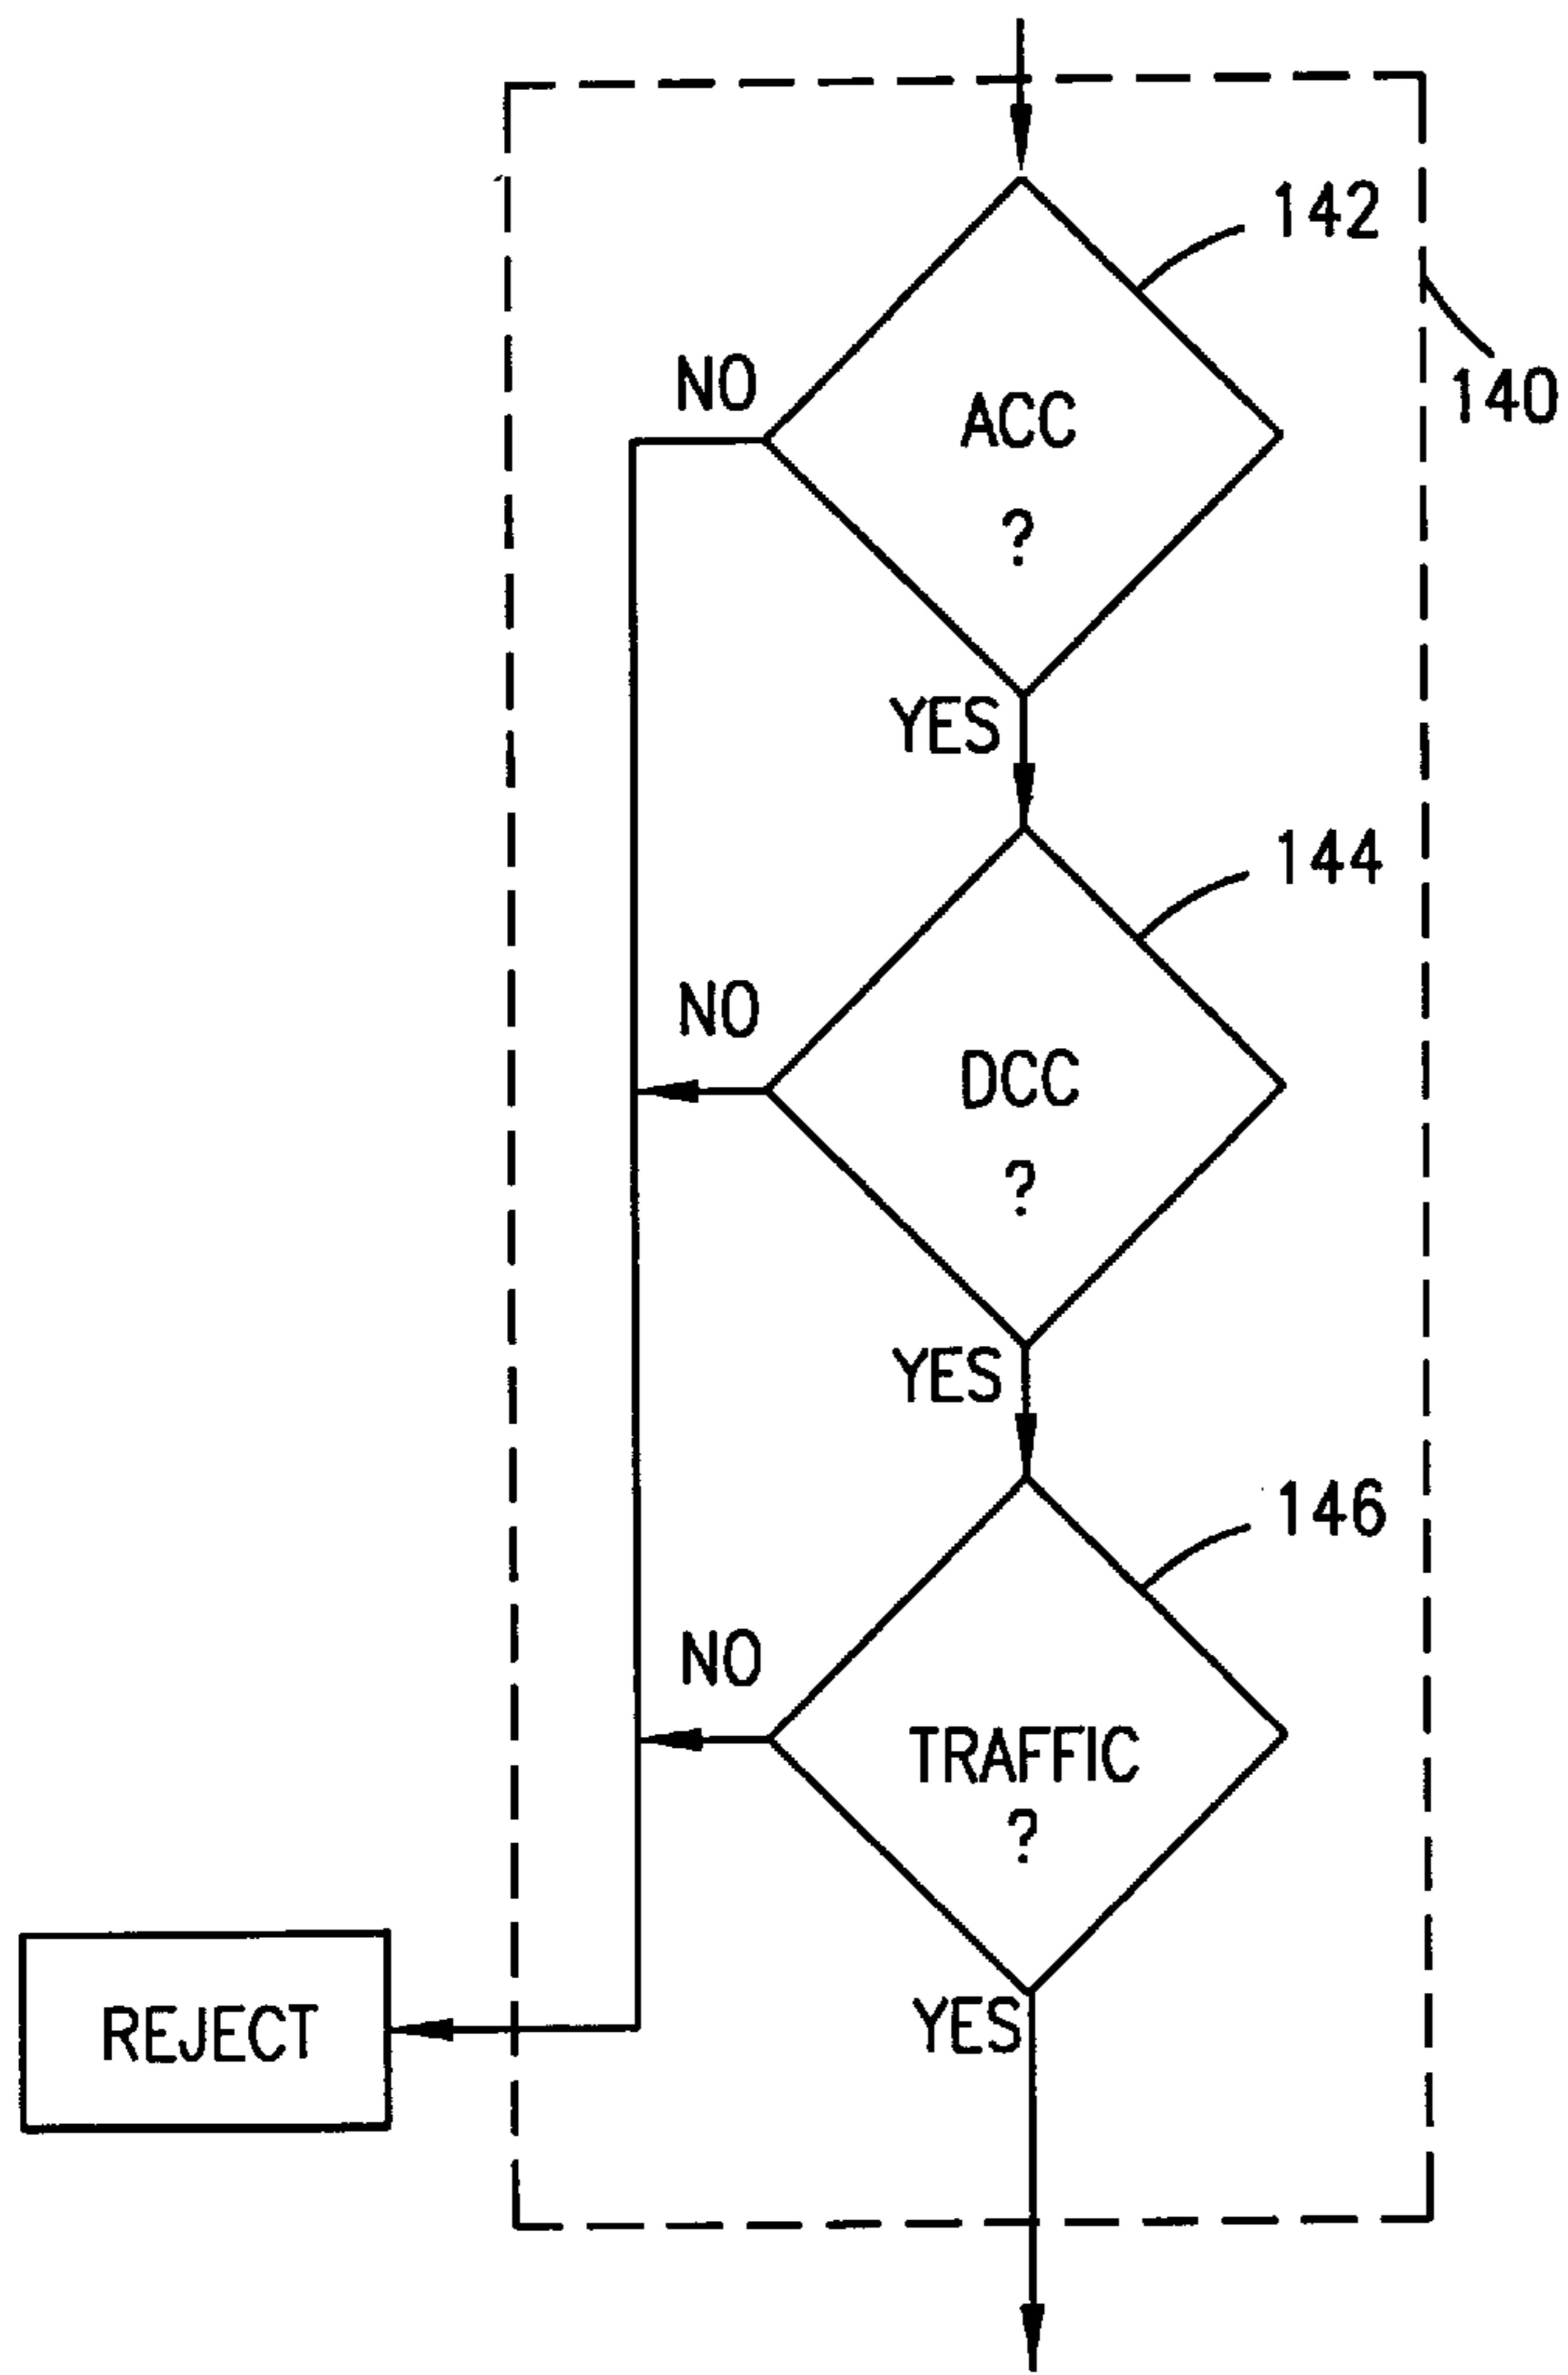 142
140
NO
ACC
?
YES
144
NO
DCC
?
YES
146
NO
TRAFFIC
?
YES
REJECT